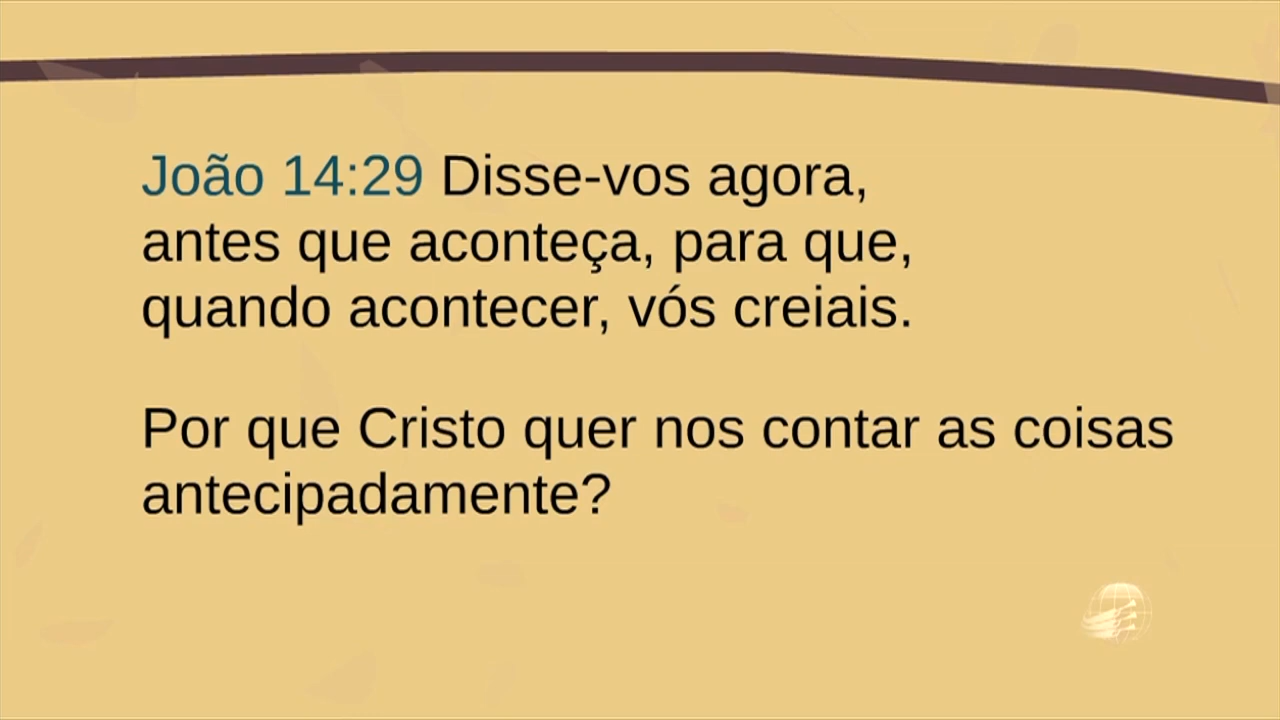 João 14:29 Disse-vos agora,
antes que aconteça, para que,
quando acontecer, vós creiais.
Por que Cristo quer nos contar as coisas
antecipadamente?